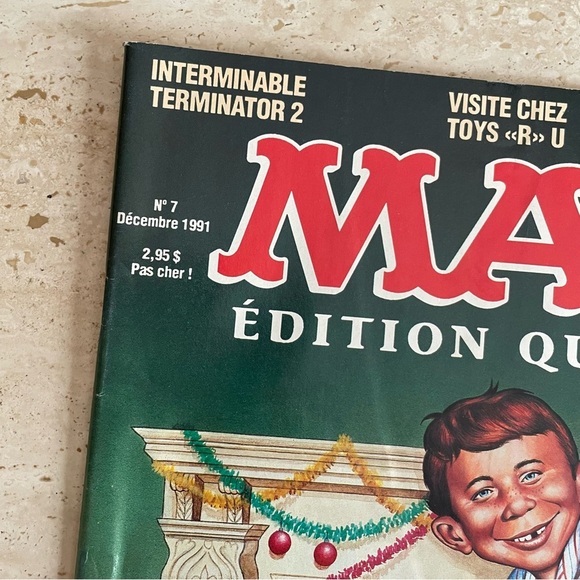 INTERMINABLE
TERMINATOR 2
VISITE CHEZ
TOYS «R» U
N° 7
Décembre 1991
2,95 $
Pas cher !
MA
ÉDITION QU